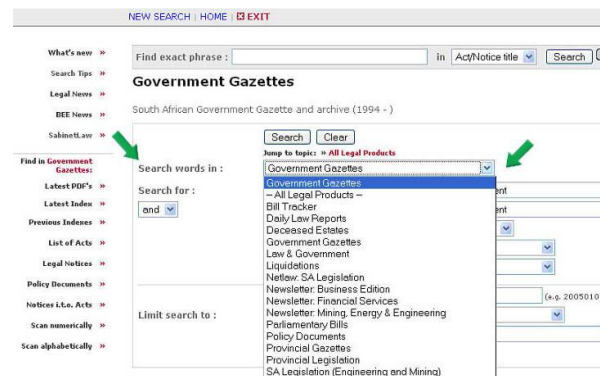 NEW SEARCH | HOME | EXIT
What's new »
Search Tips »
Legal News »
BEE News »
SabinetLaw »
Find in Government
Gazettes:
Latest PDF's »
Latest Index »
Previous Indexes »
List of Acts »
Legal Notices »
Policy Documents »
Notices i.t.o. Acts »
Scan numerically »
Scan alphabetically »
Find exact phrase : in Act/Notice title Search
Government Gazettes
South African Government Gazette and archive (1994 - )
Search Clear
Jump to topic: » All Legal Products
Search words in : Government Gazettes
Search for :
and
Limit search to :
Government Gazettes
-- All Legal Products --
Bill Tracker
Daily Law Reports
Deceased Estates
Government Gazettes
Law & Government
Liquidations
Netlaw: SA Legislation
Newsletter: Business Edition
Newsletter: Financial Services
Newsletter: Mining, Energy & Engineering
Parliamentary Bills
Policy Documents
Provincial Gazettes
Provincial Legislation
SA Legislation (Engineering and Mining)
ent
ent
(e.g. 2005010